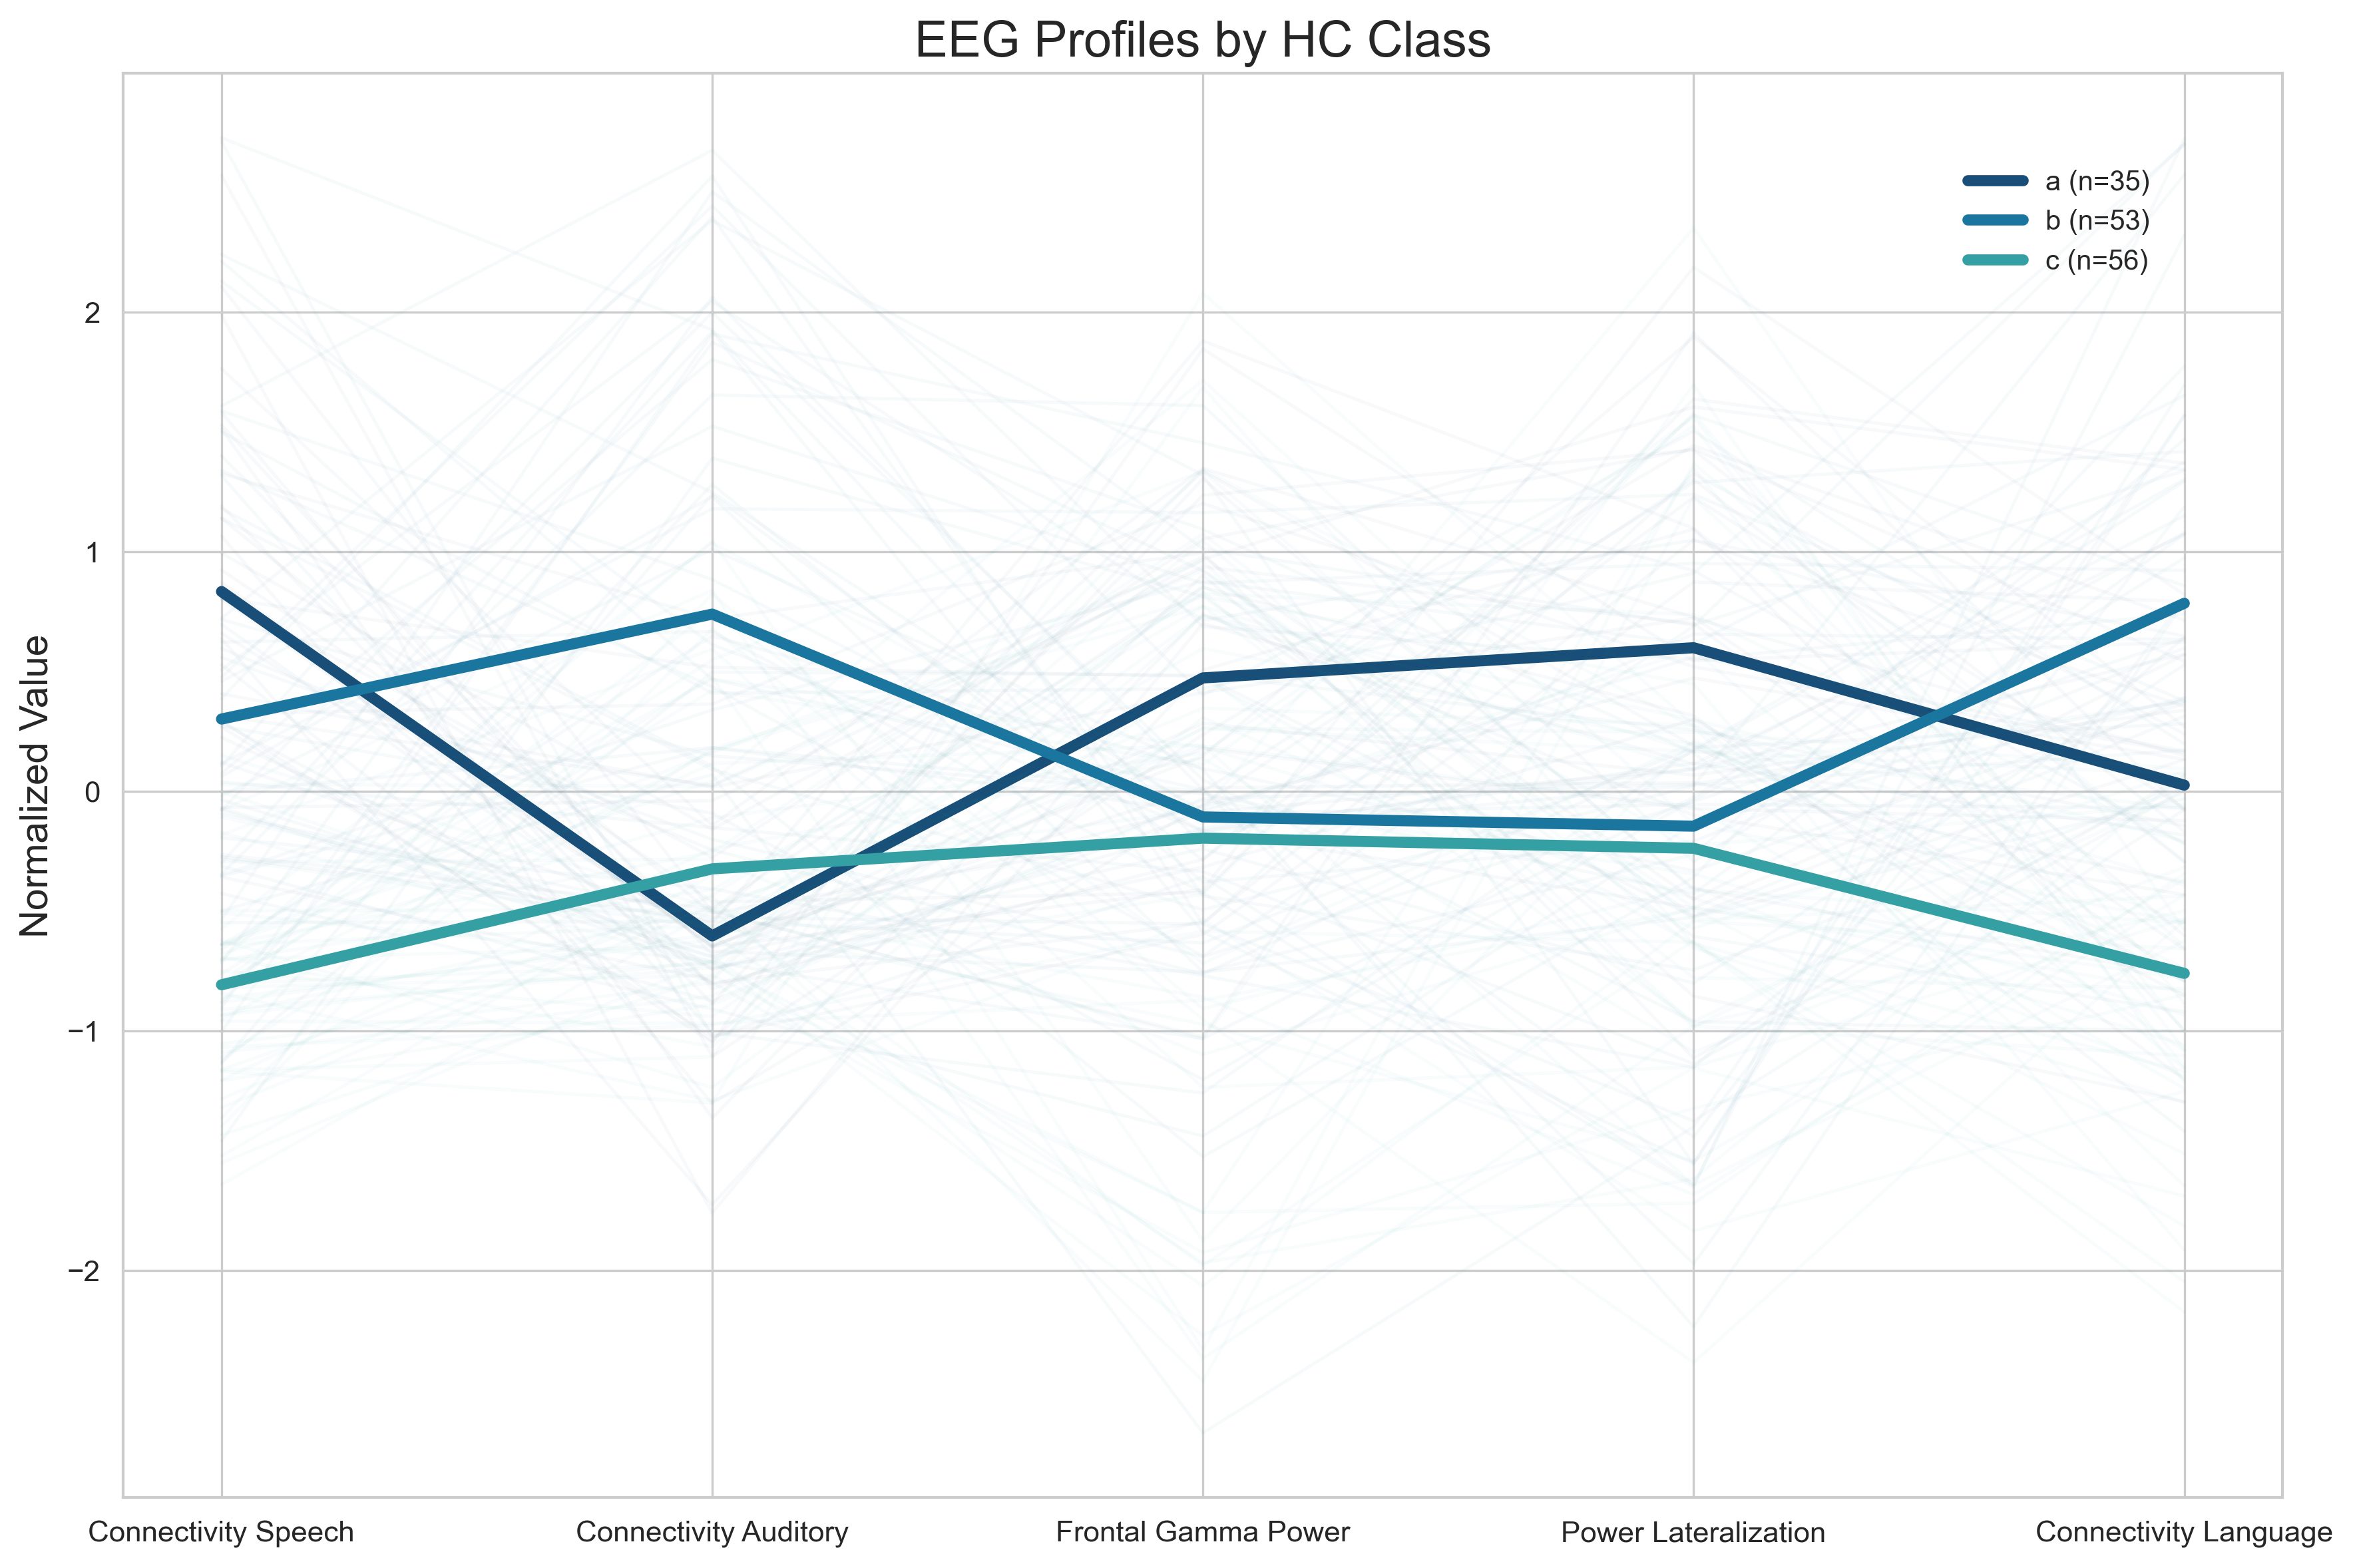 EEG Profiles by HC Class
a (n=35)
b (n=53)
c (n=56)
Normalized Value
2
1
0
−1
−2
Connectivity Speech
Connectivity Auditory
Frontal Gamma Power
Power Lateralization
Connectivity Language